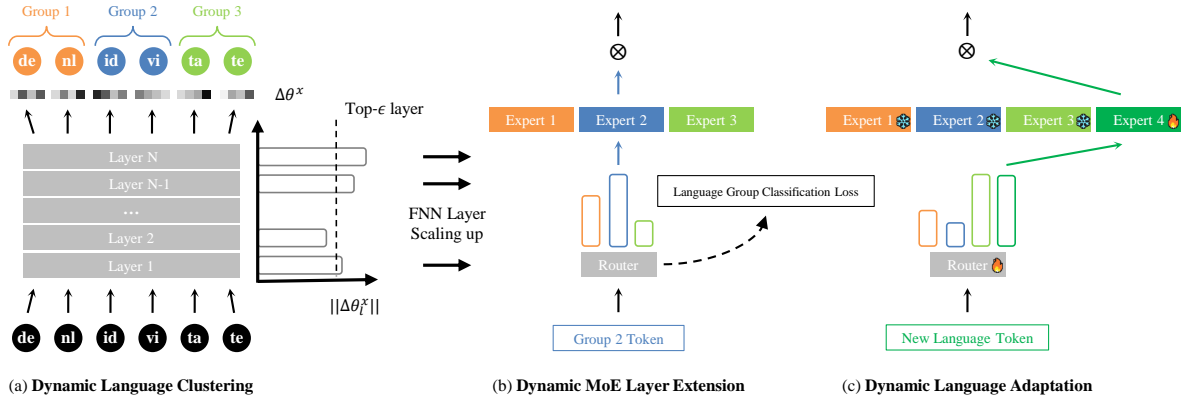 Group 1 Group 2 Group 3
de nl id vi ta te
Δθ^x
Top-ϵ layer
Layer N
Layer N-1
...
Layer 2
Layer 1
||Δθ_l^x||
de nl id vi ta te
(a) Dynamic Language Clustering
FNN Layer
Scaling up
Expert 1 Expert 2 Expert 3
Language Group Classification Loss
Router
Group 2 Token
(b) Dynamic MoE Layer Extension
Expert 1 Expert 2 Expert 3 Expert 4
Router
New Language Token
(c) Dynamic Language Adaptation